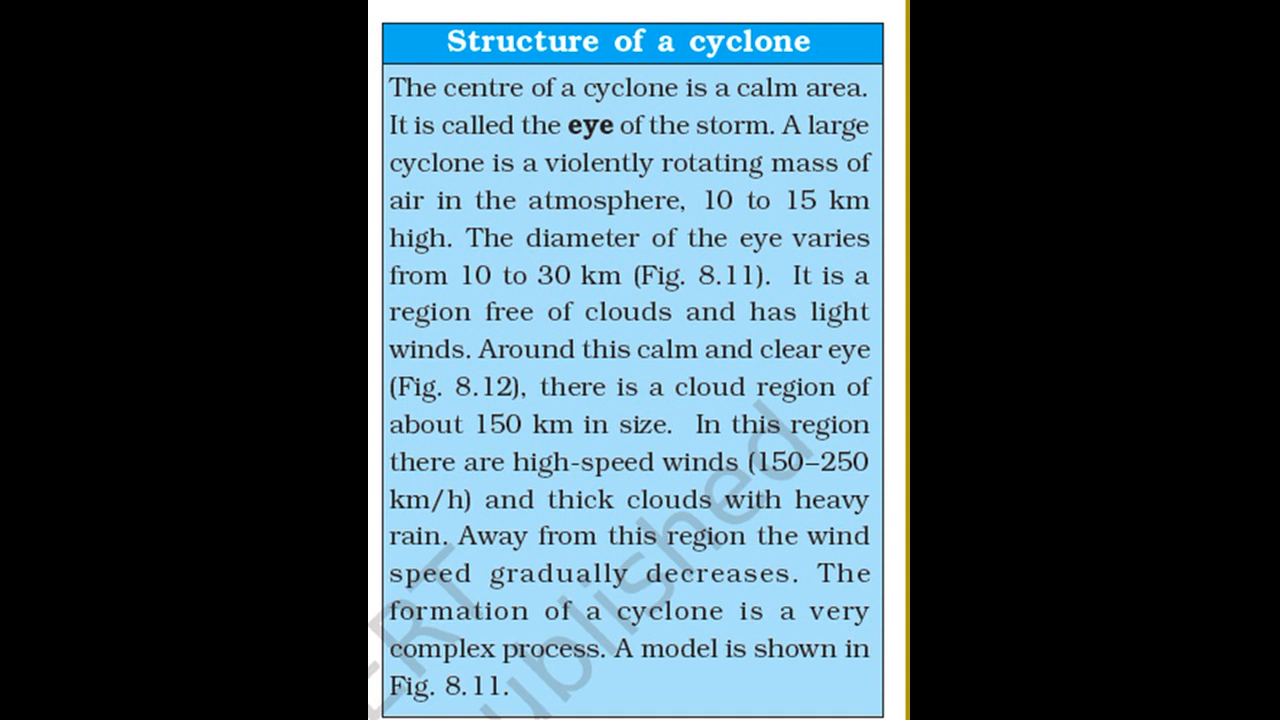 Structure of a cyclone
The centre of a cyclone is a calm area.
It is called the eye of the storm. A large
cyclone is a violently rotating mass of
air in the atmosphere, 10 to 15 km
high. The diameter of the eye varies
from 10 to 30 km (Fig. 8.11). It is a
region free of clouds and has light
winds. Around this calm and clear eye
(Fig. 8.12), there is a cloud region of
about 150 km in size. In this region
there are high-speed winds (150–250
km/h) and thick clouds with heavy
rain. Away from this region the wind
speed gradually decreases. The
formation of a cyclone is a very
complex process. A model is shown in
Fig. 8.11.
ERT
ublished